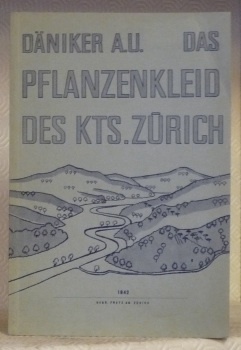 DÄNIKER A.U. DAS
PFLANZENKLEID
DES KTS. ZÜRICH
1942